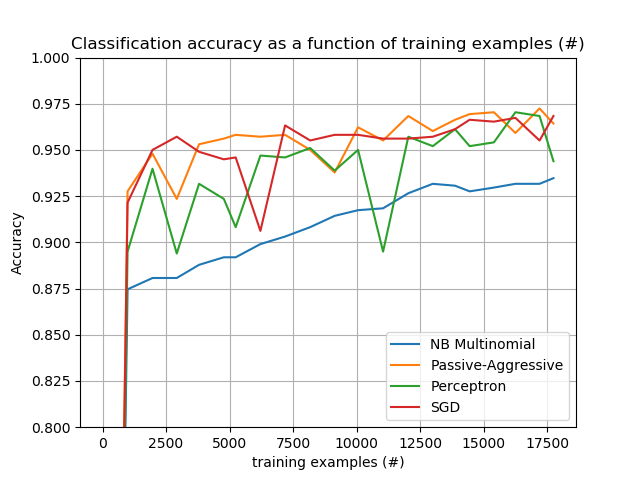 Classification accuracy as a function of training examples (#)
1.000
0.975
0.950
0.925
0.900
0.875
0.850
0.825
0.800
Accuracy
NB Multinomial
Passive-Aggressive
Perceptron
SGD
0 2500 5000 7500 10000 12500 15000 17500
training examples (#)